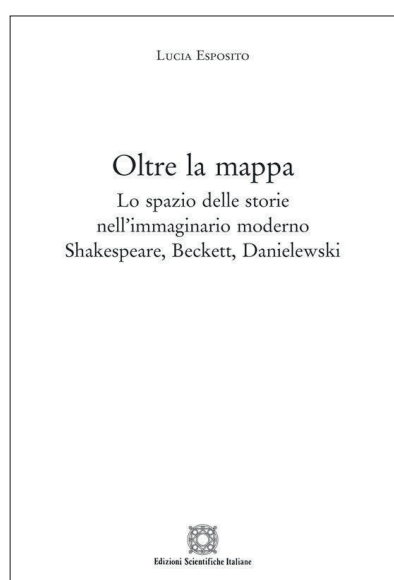 Lucia Esposito
Oltre la mappa
Lo spazio delle storie
nell'immaginario moderno
Shakespeare, Beckett, Danielewski
Edizioni Scientifiche Italiane